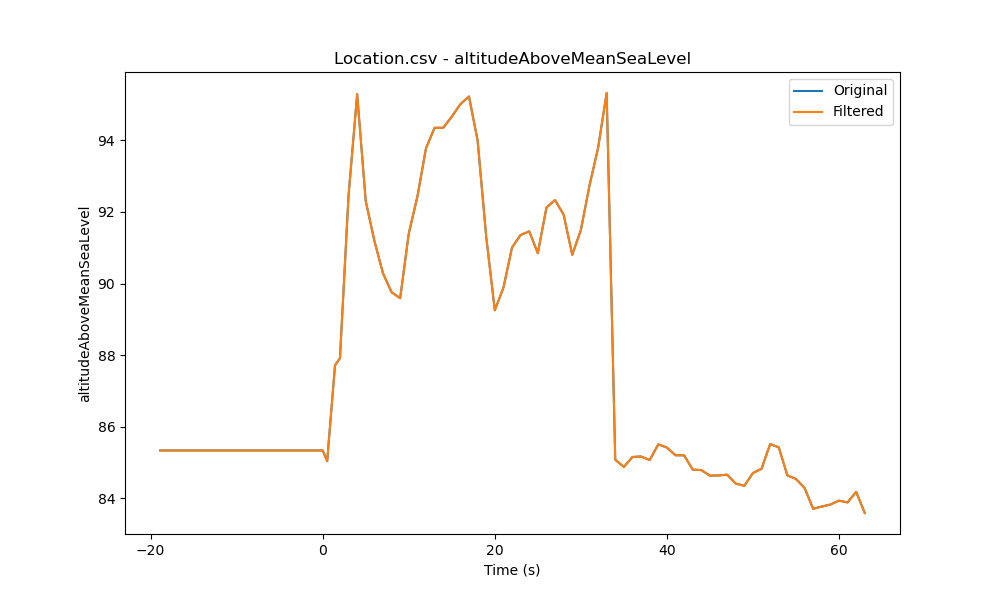 Location.csv - altitudeAboveMeanSeaLevel
Original
Filtered
altitudeAboveMeanSeaLevel
94
92
90
88
86
84
−20
0
20
40
60
Time (s)